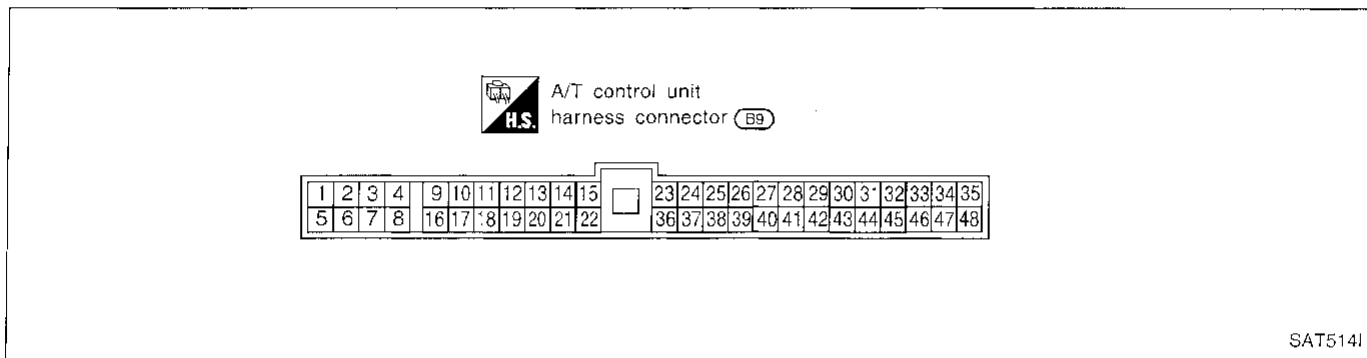 A/T control unit
H.S. harness connector B9
1 2 3 4 9 10 11 12 13 14 15 23 24 25 26 27 28 29 30 31 32 33 34 35
5 6 7 8 16 17 18 19 20 21 22 36 37 38 39 40 41 42 43 44 45 46 47 48
SAT514I